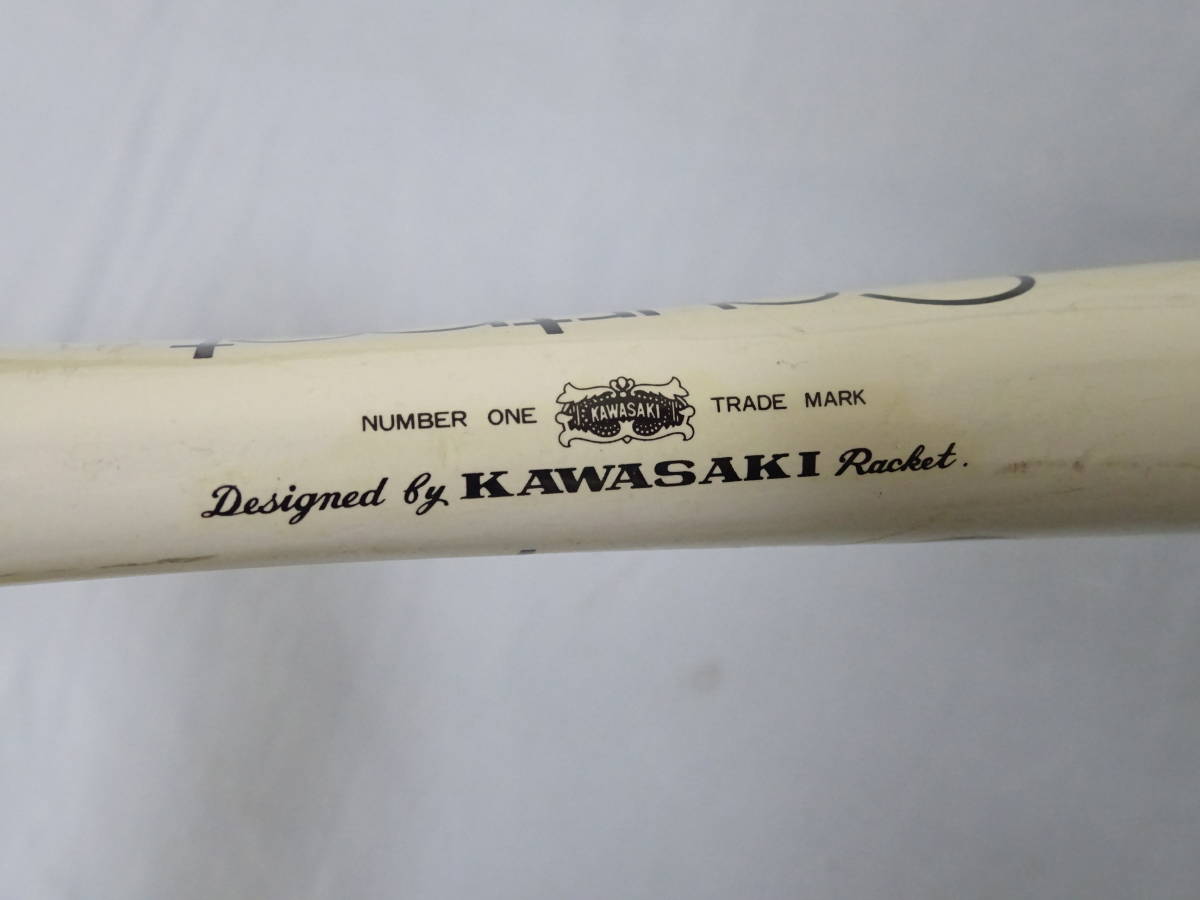 NUMBER ONE KAWASAKI TRADE MARK
Designed by KAWASAKI Racket.